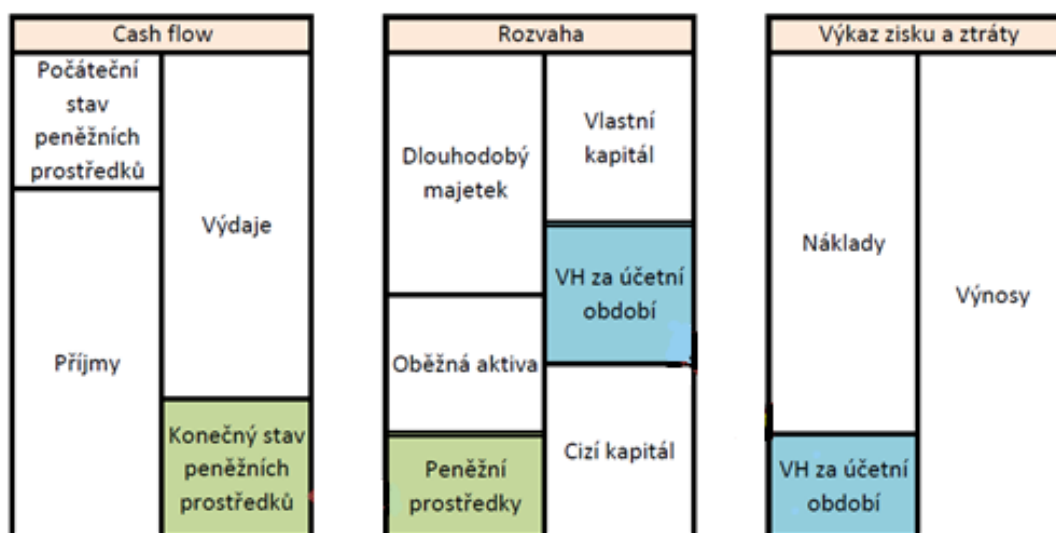 Cash flow
Počáteční
stav
peněžních
prostředků
Příjmy
Výdaje
Konečný stav
peněžních
prostředků
Rozvaha
Dlouhodobý
majetek
Oběžná aktiva
Peněžní
prostředky
Vlastní
kapitál
VH za účetní
období
Cizí kapitál
Výkaz zisku a ztráty
Náklady
VH za účetní
období
Výnosy